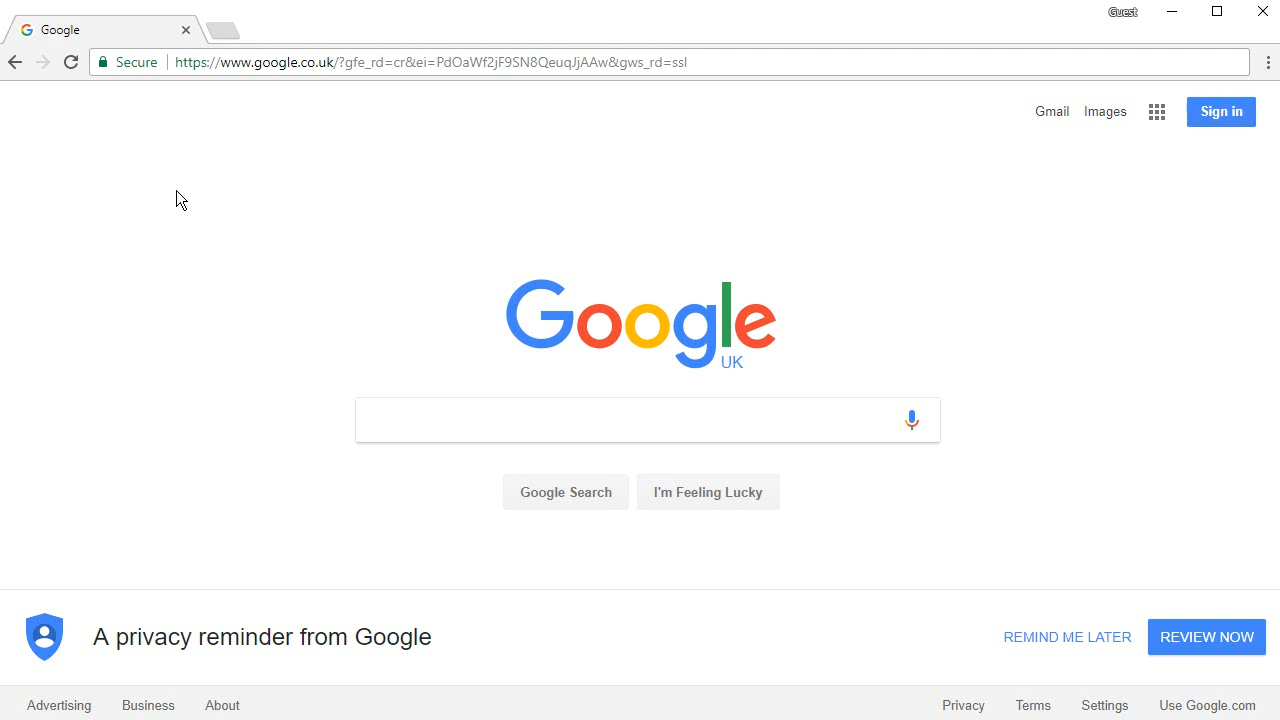 Guest
Google
Secure https://www.google.co.uk/?gfe_rd=cr&ei=PdOaWf2jF9SN8QeuqJjAAw&gws_rd=ssl
Gmail Images Sign in
Google
UK
Google Search I'm Feeling Lucky
A privacy reminder from Google REMIND ME LATER REVIEW NOW
Advertising Business About Privacy Terms Settings Use Google.com